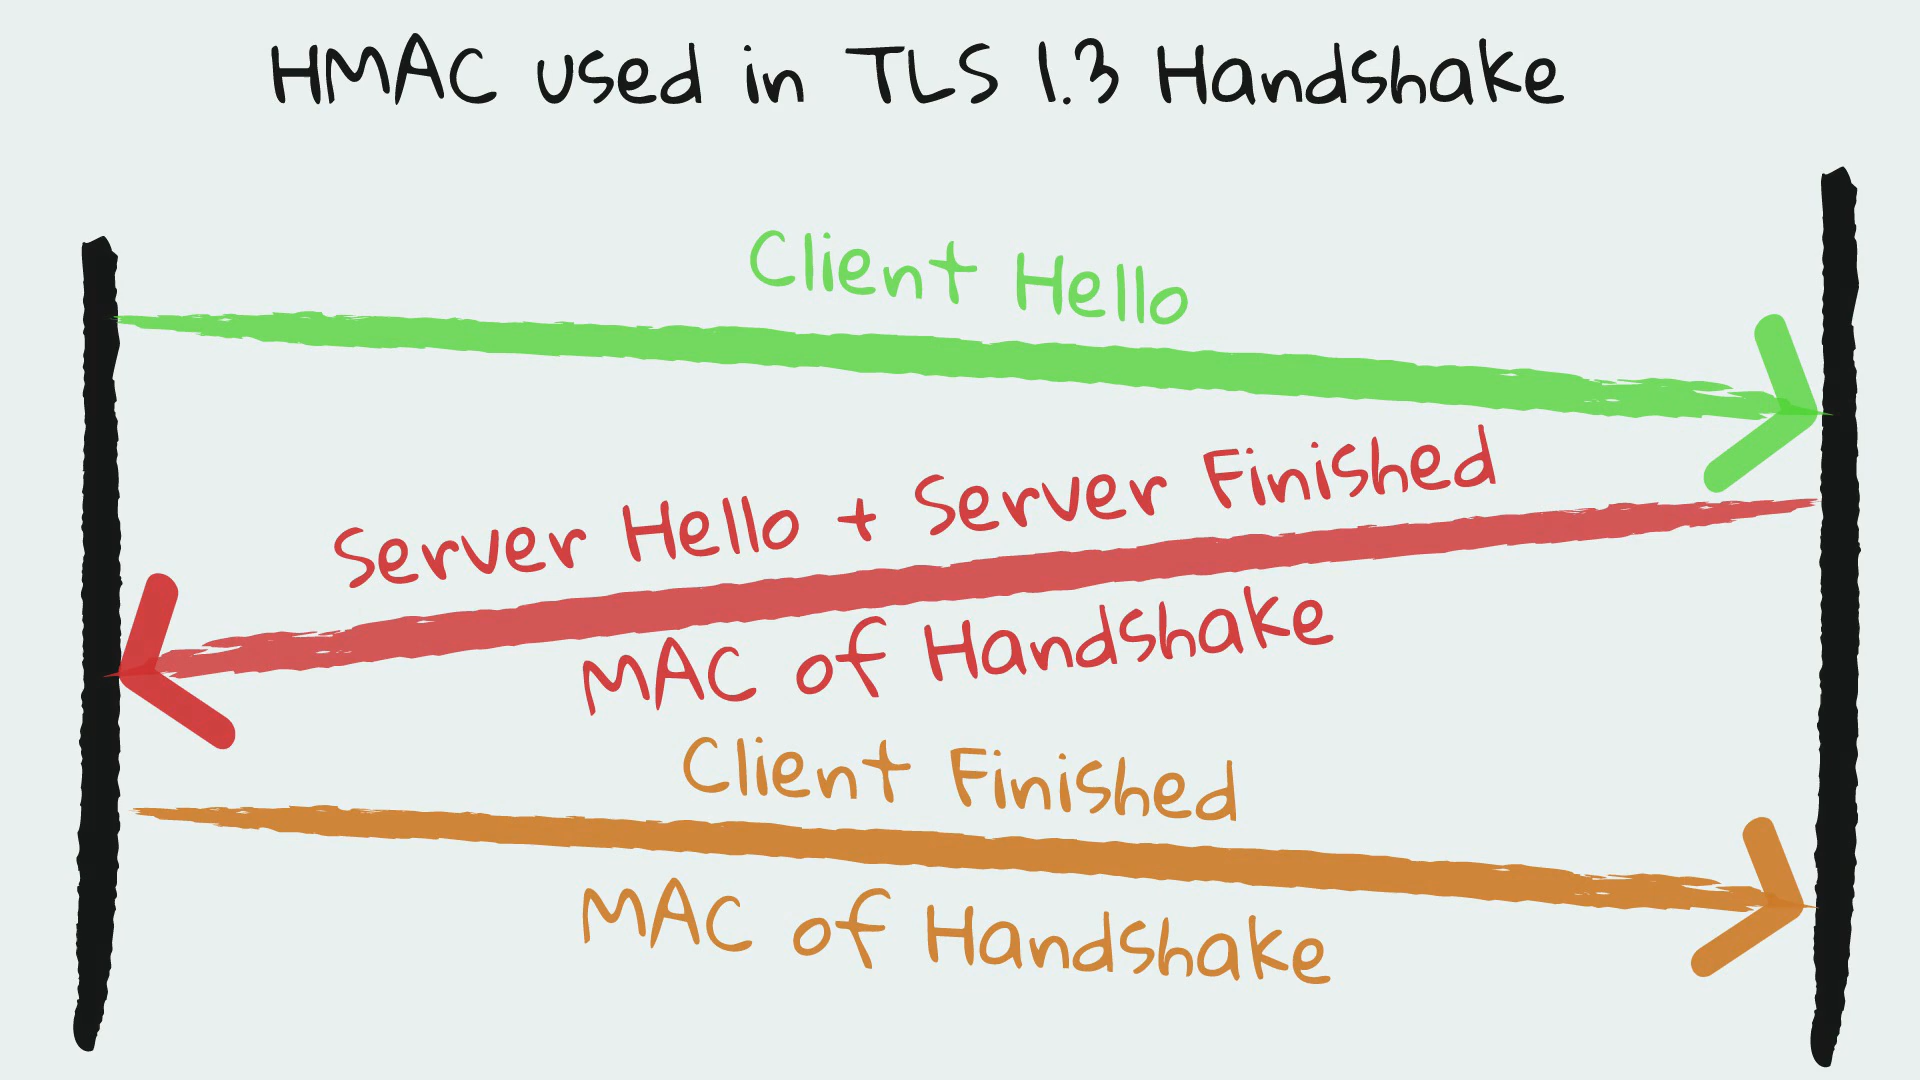 HMAC used in TLS 1.3 Handshake
Client Hello
Server Hello + Server Finished
MAC of Handshake
Client Finished
MAC of Handshake